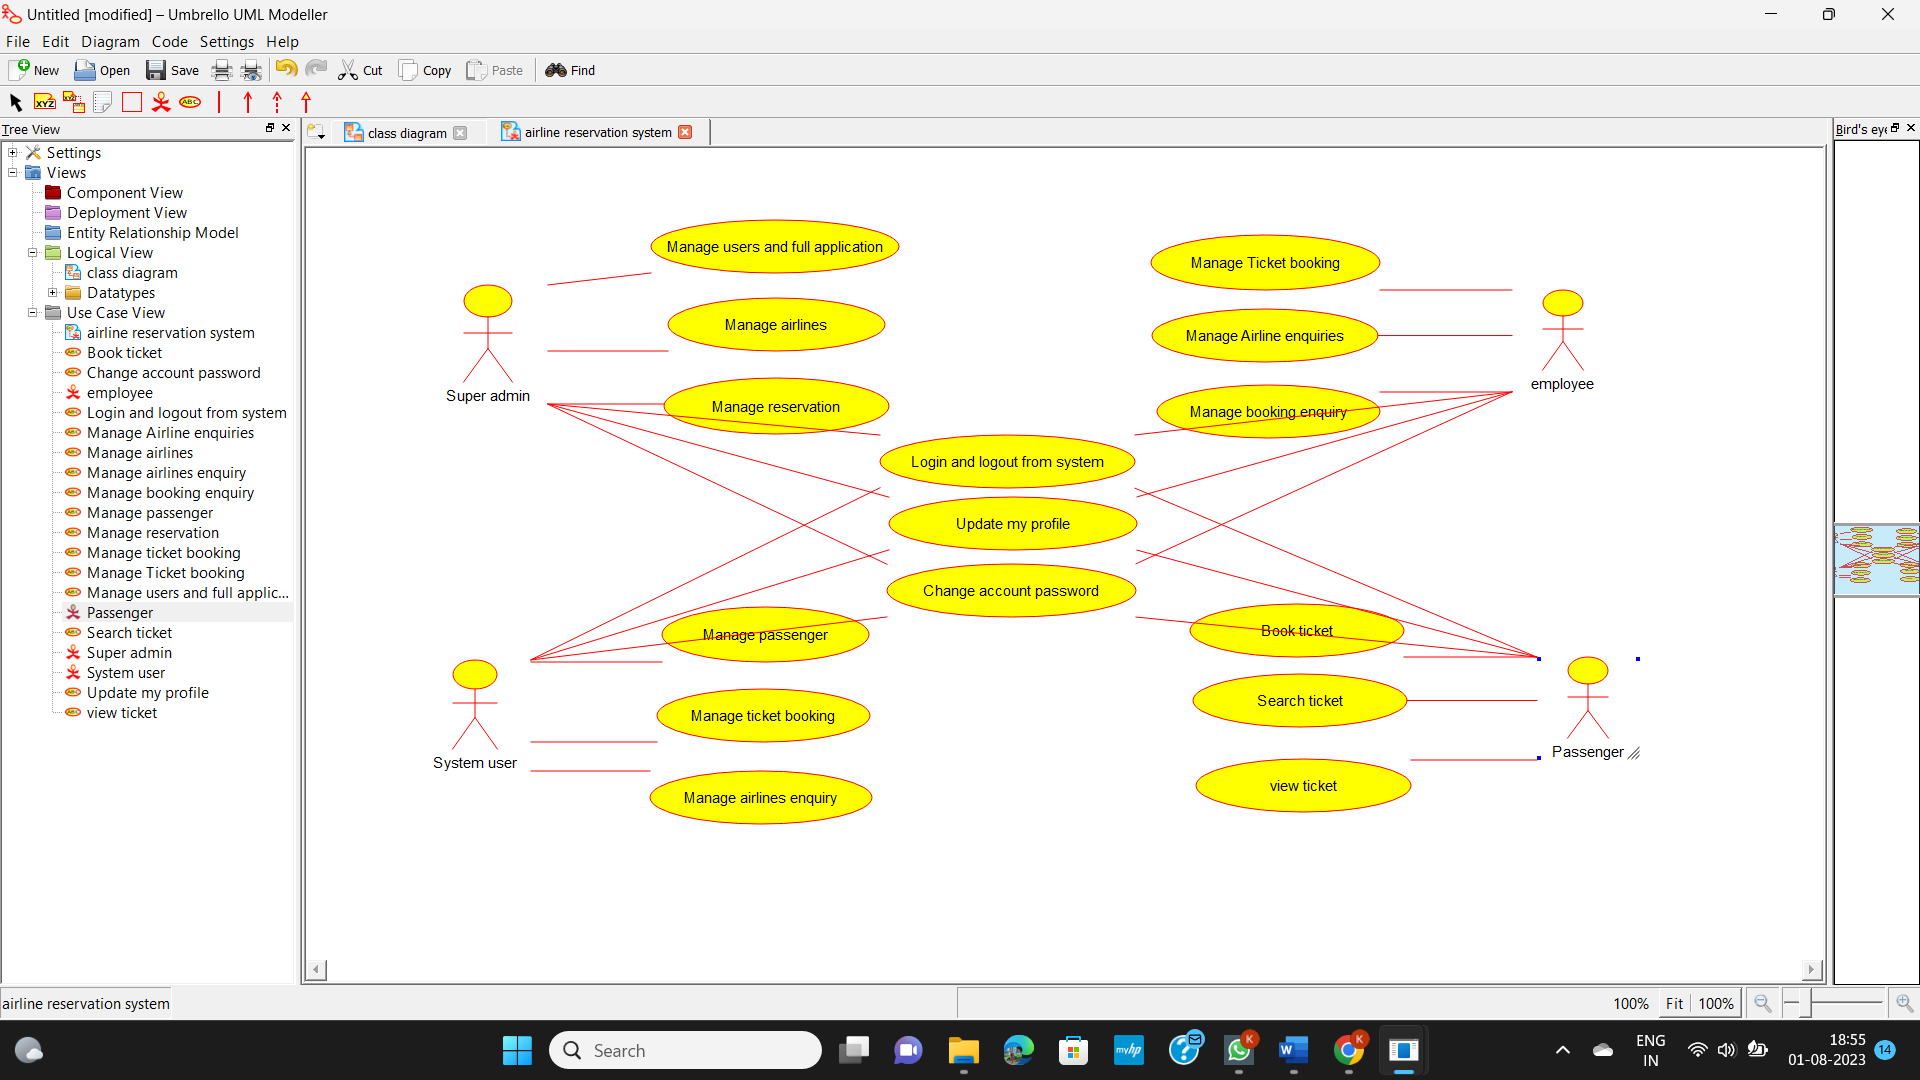 Untitled [modified] – Umbrello UML Modeller
File Edit Diagram Code Settings Help
New Open Save Cut Copy Paste Find
XYZ XYZ ABC
Tree View
class diagram
airline reservation system
Bird's eye
Settings
Views
Component View
Deployment View
Entity Relationship Model
Logical View
class diagram
Datatypes
Use Case View
airline reservation system
Book ticket
Change account password
employee
Login and logout from system
Manage Airline enquiries
Manage airlines
Manage airlines enquiry
Manage booking enquiry
Manage passenger
Manage reservation
Manage ticket booking
Manage Ticket booking
Manage users and full applic...
Passenger
Search ticket
Super admin
System user
Update my profile
view ticket
Manage users and full application
Manage airlines
Super admin
Manage reservation
Manage Ticket booking
Manage Airline enquiries
employee
Manage booking enquiry
Login and logout from system
Update my profile
Change account password
Manage passenger
System user
Manage ticket booking
Manage airlines enquiry
Book ticket
Search ticket
Passenger
view ticket
airline reservation system
100% Fit 100%
Search
myhp
K
W
K
ENG
IN
18:55
01-08-2023
14